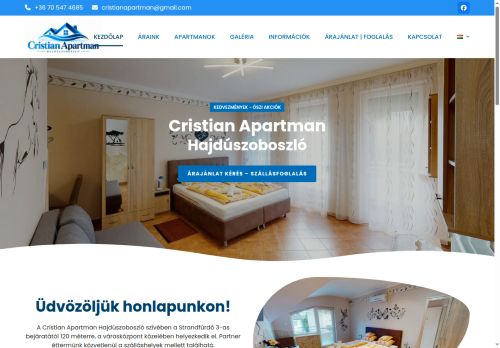 +36 70 547 4685
cristianapartman@gmail.com
Cristian Apartman
KEZDŐLAP
ÁRAINK
APARTMANOK
GALÉRIA
INFORMÁCIÓK
ÁRAJÁNLAT | FOGLALÁS
KAPCSOLAT
KEDVEZMÉNYEK - ŐSZI AKCIÓK
Cristian Apartman
Hajdúszoboszló
ÁRAJÁNLAT KÉRÉS – SZÁLLÁSFOGLALÁS
Üdvözöljük honlapunkon!
A Cristian Apartman Hajdúszoboszló szívében a Strandfürdő 3-as
bejáratától 120 méterre, a városközpont közelében helyezkedik el. Partner
éttermünk közvetlenül a szálláshelyek mellett található.